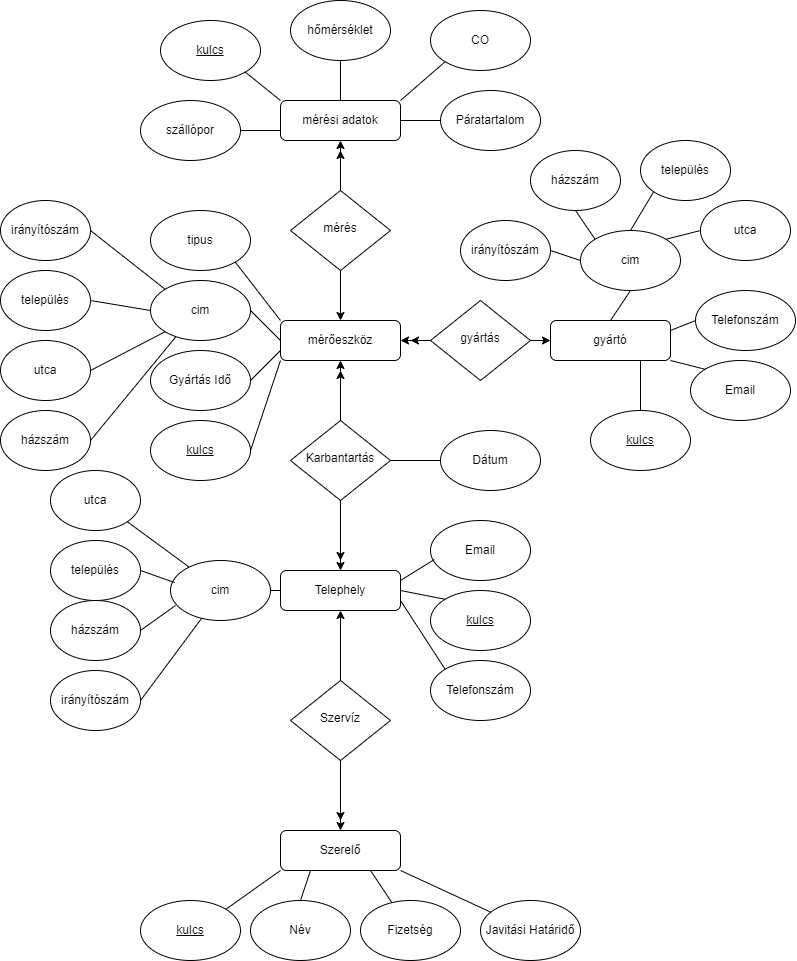 hőmérséklet
CO
kulcs
szállópor
mérési adatok
Páratartalom
mérés
házszám
település
irányítószám
cim
utca
irányítószám
tipus
település
cim
utca
Gyártás Idő
házszám
kulcs
mérőeszköz
gyártás
gyártó
Telefonszám
Email
kulcs
Karbantartás
Dátum
utca
település
házszám
irányítószám
cim
Telephely
Email
kulcs
Telefonszám
Szervíz
Szerelő
kulcs
Név
Fizetség
Javitási Határidő